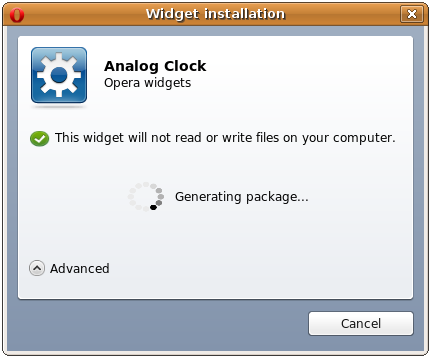 Widget installation
Analog Clock
Opera widgets
This widget will not read or write files on your computer.
Generating package...
Advanced
Cancel